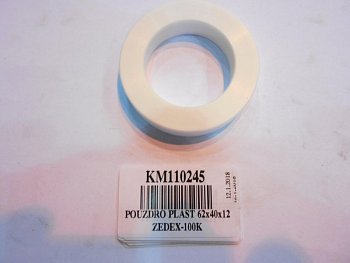 KM110245
12.1.2018
POUZDRO PLAST 62x40x12
ZEDEX-100K